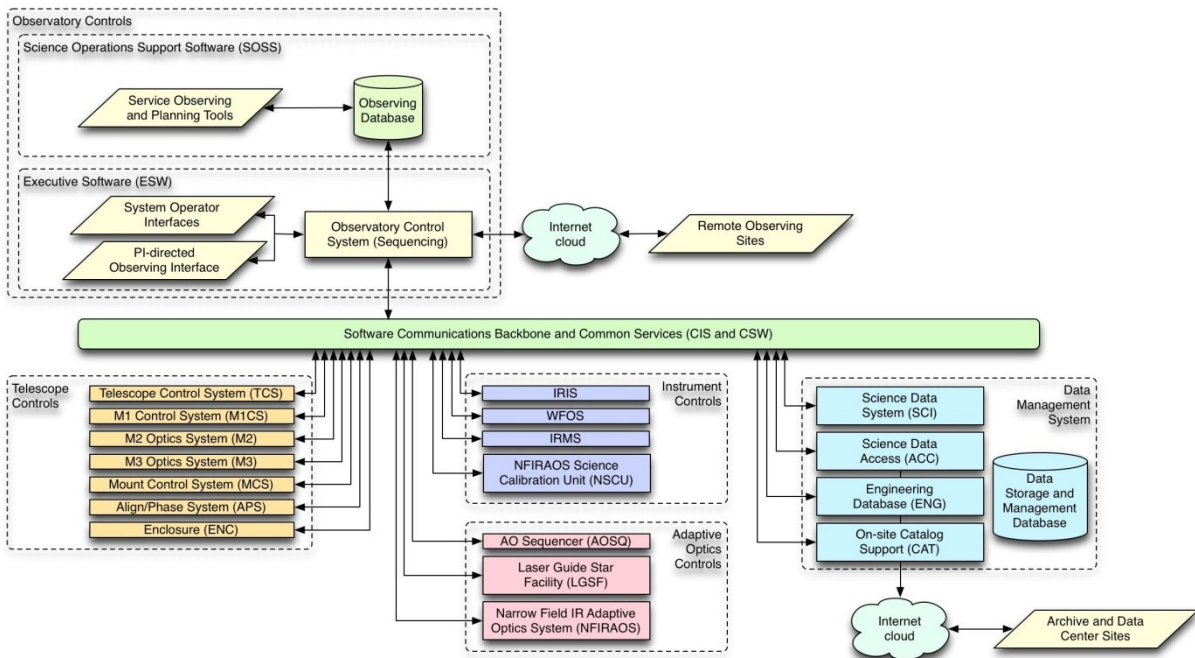 Observatory Controls
Science Operations Support Software (SOSS)
Service Observing
and Planning Tools
Observing
Database
Executive Software (ESW)
System Operator
Interfaces
PI-directed
Observing Interface
Observatory Control
System (Sequencing)
Internet
cloud
Remote Observing
Sites
Software Communications Backbone and Common Services (CIS and CSW)
Telescope
Controls
Telescope Control System (TCS)
M1 Control System (M1CS)
M2 Optics System (M2)
M3 Optics System (M3)
Mount Control System (MCS)
Align/Phase System (APS)
Enclosure (ENC)
Instrument
Controls
IRIS
WFOS
IRMS
NFIRAOS Science
Calibration Unit (NSCU)
Adaptive
Optics
Controls
AO Sequencer (AOSQ)
Laser Guide Star
Facility (LGSF)
Narrow Field IR Adaptive
Optics System (NFIRAOS)
Data
Management
System
Science Data
System (SCI)
Science Data
Access (ACC)
Engineering
Database (ENG)
On-site Catalog
Support (CAT)
Data
Storage and
Management
Database
Internet
cloud
Archive and Data
Center Sites